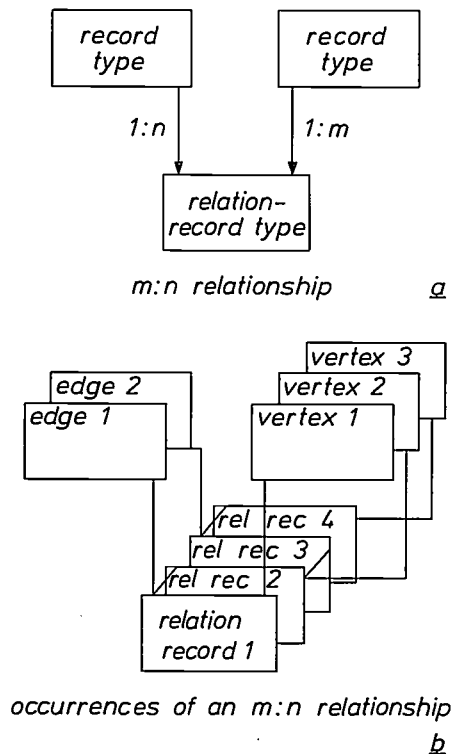 record
type
record
type
1:n
1:m
relation-
record type
m:n relationship
a
vertex 3
edge 2
vertex 2
edge 1
vertex 1
rel rec 4
rel rec 3
rel rec 2
relation
record 1
occurrences of an m:n relationship
b